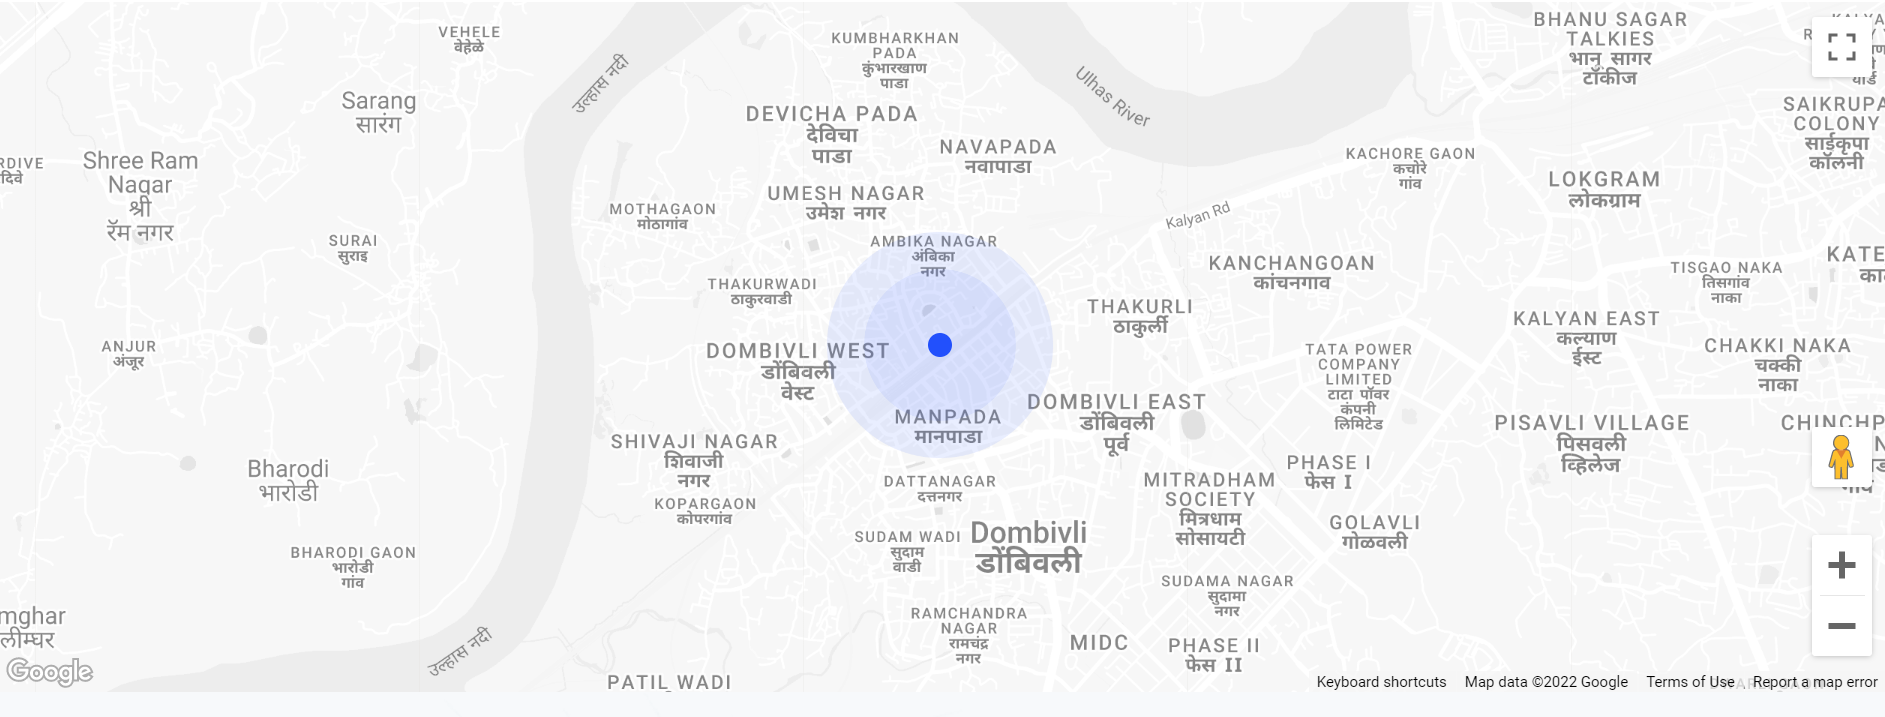 VEHELE
वेहेळे
उल्हास नदी
KUMBHARKHAN
PADA
कुंभारखाण
पाडा
Ulhas River
BHANU SAGAR
TALKIES
भानु सागर
टॉकीज
यार्ड
Sarang
सारंग
DEVICHA PADA
देविचा
पाडा
NAVAPADA
नवापाडा
KACHORE GAON
कचोरे
गांव
SAIKRUPA
COLONY
साईकृपा
कॉलनी
RDIVE
दिवे
Shree Ram
Nagar
श्री
रॅम नगर
UMESH NAGAR
उमेश नगर
LOKGRAM
लोकग्राम
MOTHAGAON
मोठागांव
Kalyan Rd
SURAI
सुराइ
AMBIKA NAGAR
अंबिका
नगर
KANCHANGOAN
कांचनगाव
TISGAO NAKA
तिसगांव
नाका
KATE
का
THAKURWADI
ठाकुरवाडी
THAKURLI
ठाकुर्ली
KALYAN EAST
कल्याण
ईस्ट
ANJUR
अंजूर
DOMBIVLI WEST
डोंबिवली
वेस्ट
TATA POWER
COMPANY
LIMITED
टाटा पॉवर
कंपनी
लिमिटेड
CHAKKI NAKA
चक्की
नाका
MANPADA
मानपाडा
DOMBIVLI EAST
डोंबिवली
पूर्व
PISAVLI VILLAGE
पिसवली
व्हिलेज
CHINCHP
SHIVAJI NAGAR
शिवाजी
नगर
Bharodi
भारोडी
DATTANAGAR
दत्तनगर
MITRADHAM
SOCIETY
मित्रधाम
सोसायटी
PHASE I
फेस I
KOPARGAON
कोपरगांव
GOLAVLI
गोळवली
SUDAM WADI
सुदाम
वाडी
Dombivli
डोंबिवली
BHARODI GAON
भारोडी
गांव
SUDAMA NAGAR
सुदामा
नगर
mghar
लीम्घर
RAMCHANDRA
NAGAR
रामचंद्र
नगर
MIDC
PHASE II
फेस II
उल्हास नदी
Google
PATIL WADI
Keyboard shortcuts Map data ©2022 Google Terms of Use Report a map error